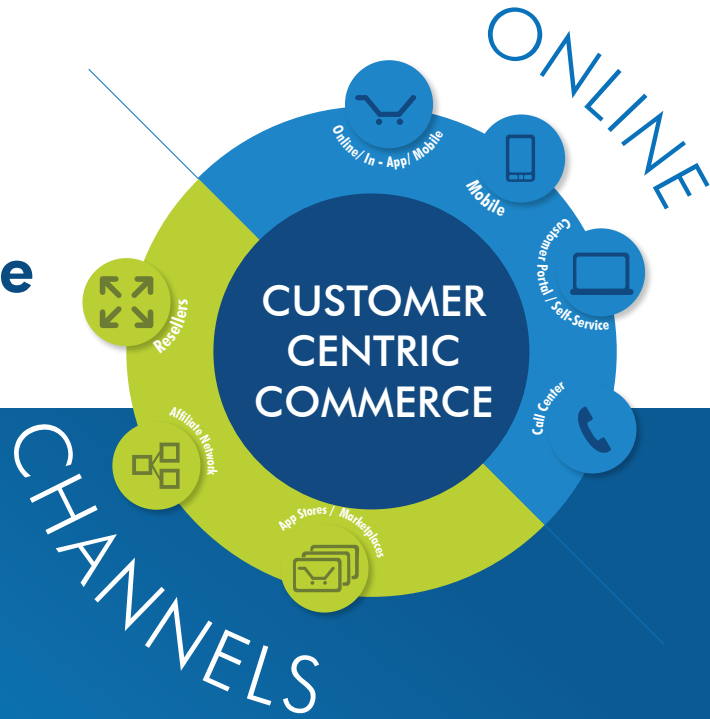 ONLINE
Online/ In - App/ Mobile
Mobile
Customer Portal / Self-Service
e
Resellers
CUSTOMER
CENTRIC
COMMERCE
Call Center
Affiliate Network
App Stores / Marketplaces
CHANNELS